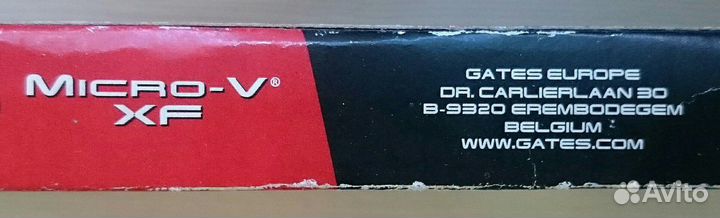 MICRO-V®
XF
GATES EUROPE
DR. CARLIERLAAN 30
B-9320 EREMBODEGEM
BELGIUM
WWW.GATES.COM
Avito